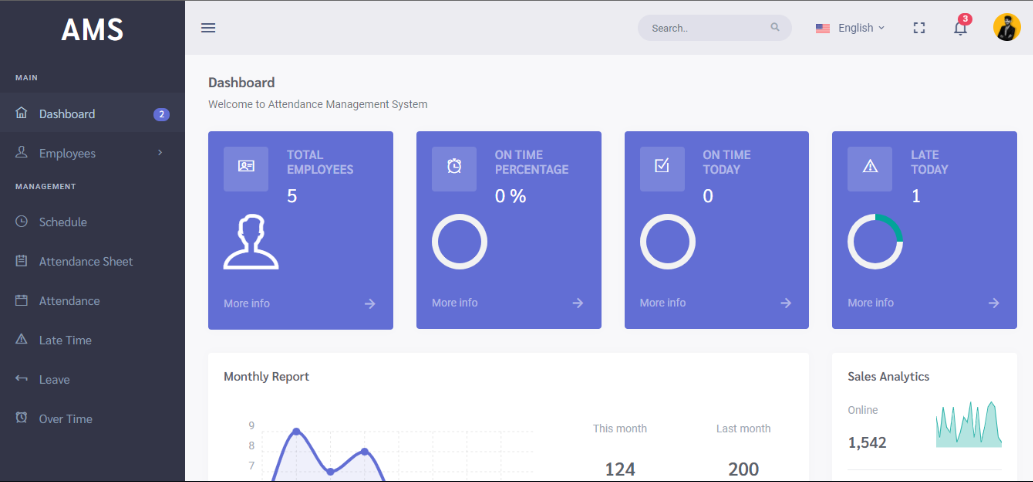 AMS
MAIN
Dashboard 2
Employees
MANAGEMENT
Schedule
Attendance Sheet
Attendance
Late Time
Leave
Over Time
Search..
English
3
Dashboard
Welcome to Attendance Management System
TOTAL
EMPLOYEES
5
More info
ON TIME
PERCENTAGE
0 %
More info
ON TIME
TODAY
0
More info
LATE
TODAY
1
More info
Monthly Report
9
8
7
This month
124
Last month
200
Sales Analytics
Online
1,542